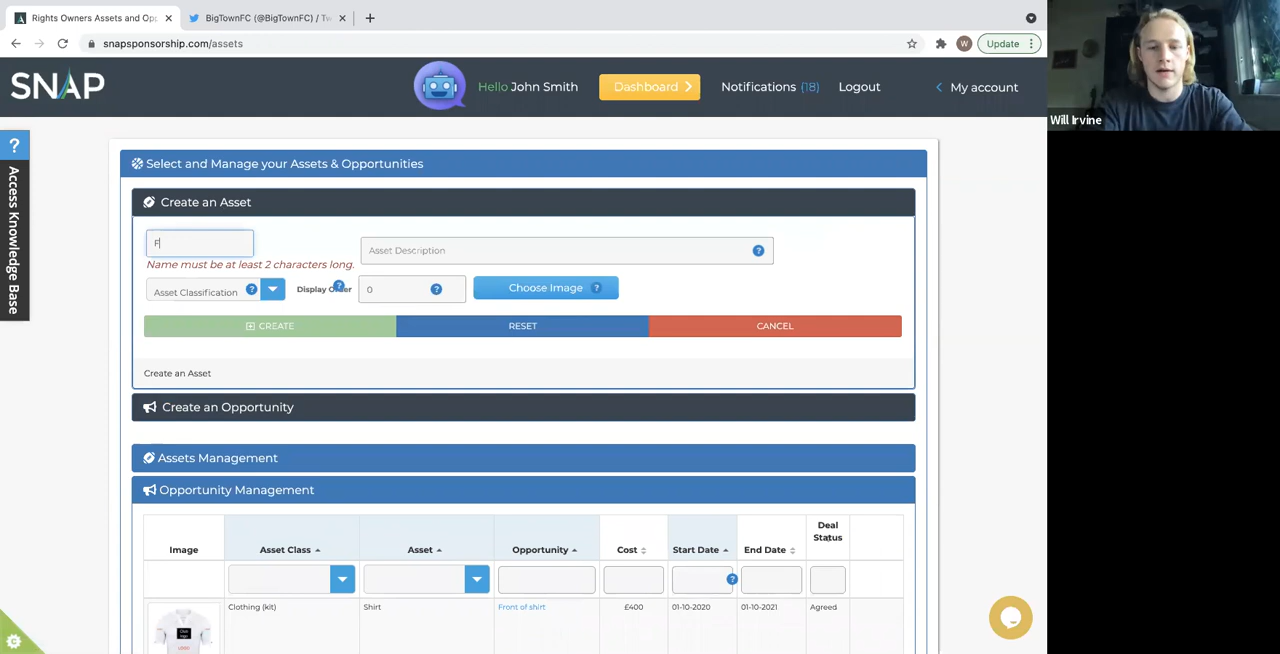 Rights Owners Assets and Opp
BigTownFC (@BigTownFC) / Tw
snapsponsorship.com/assets
W
Update
SNAP
Hello John Smith
Dashboard
Notifications (18)
Logout
My account
Will Irvine
?
Access Knowledge Base
Select and Manage your Assets & Opportunities
Create an Asset
F
Asset Description
?
Name must be at least 2 characters long.
Asset Classification
?
Display Order
?
0
?
Choose Image
?
CREATE
RESET
CANCEL
Create an Asset
Create an Opportunity
Assets Management
Opportunity Management
Image
Asset Class
Asset
Opportunity
Cost
Start Date
End Date
Deal
Status
?
Clothing (kit)
Shirt
Front of shirt
£400
01-10-2020
01-10-2021
Agreed